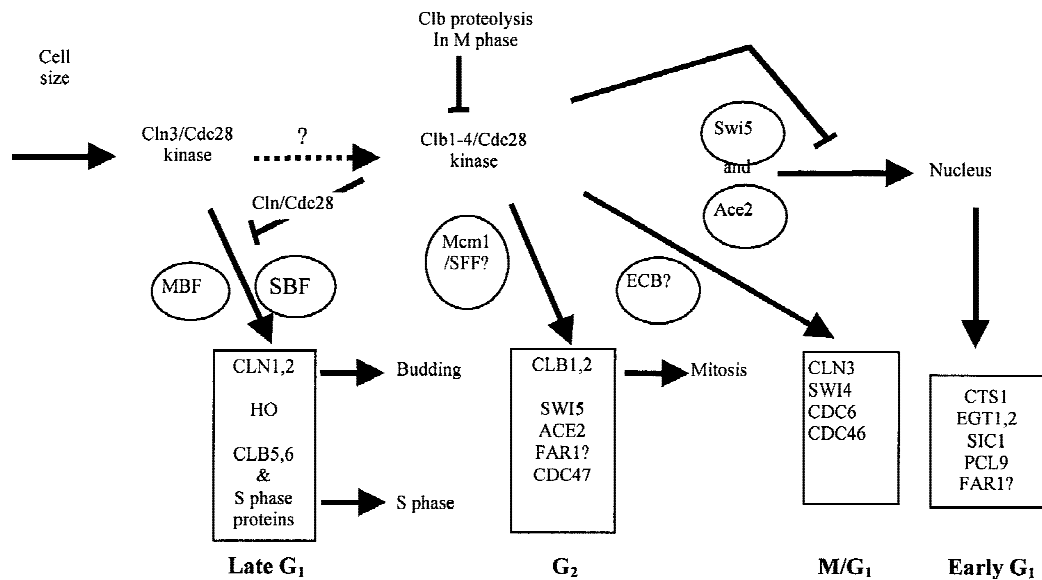 Clb proteolysis
In M phase
Cell
size
Cln3/Cdc28
kinase
?
Clb1-4/Cdc28
kinase
Swi5
and
Ace2
Nucleus
Cln/Cdc28
MBF
SBF
Mcm1
/SFF?
ECB?
CLN1,2
HO
CLB5,6
&
S phase
proteins
Budding
S phase
CLB1,2
SWI5
ACE2
FAR1?
CDC47
Mitosis
CLN3
SWI4
CDC6
CDC46
CTS1
EGT1,2
SIC1
PCL9
FAR1?
Late G₁
G₂
M/G₁
Early G₁